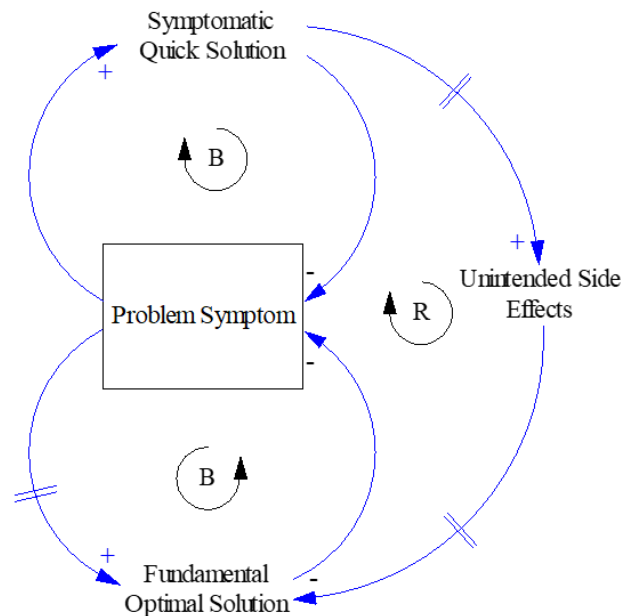 Symptomatic
Quick Solution
+
B
-
+
Unintended Side
Effects
Problem Symptom
R
-
B
+
Fundamental
Optimal Solution
-